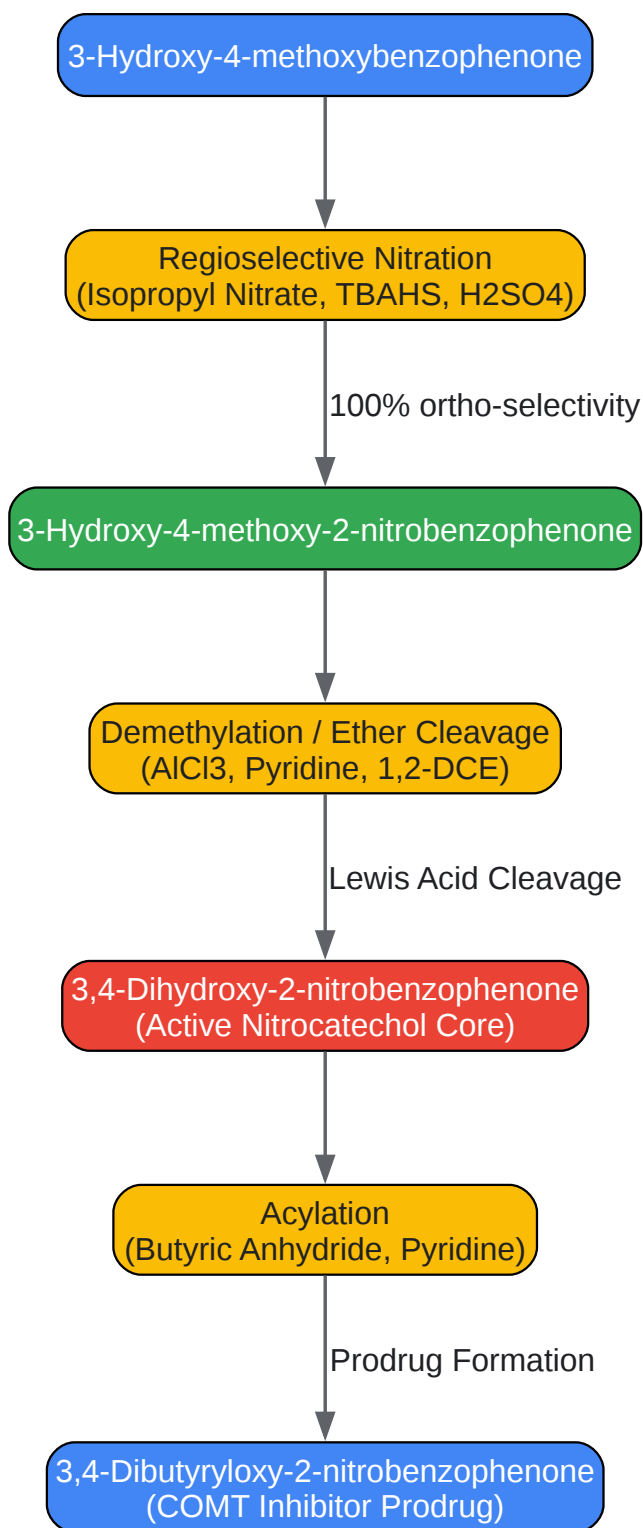 3-Hydroxy-4-methoxybenzophenone
Regioselective Nitration
(Isopropyl Nitrate, TBAHS, H2SO4)
100% ortho-selectivity
3-Hydroxy-4-methoxy-2-nitrobenzophenone
Demethylation / Ether Cleavage
(AlCl3, Pyridine, 1,2-DCE)
Lewis Acid Cleavage
3,4-Dihydroxy-2-nitrobenzophenone
(Active Nitrocatechol Core)
Acylation
(Butyric Anhydride, Pyridine)
Prodrug Formation
3,4-Dibutyryloxy-2-nitrobenzophenone
(COMT Inhibitor Prodrug)